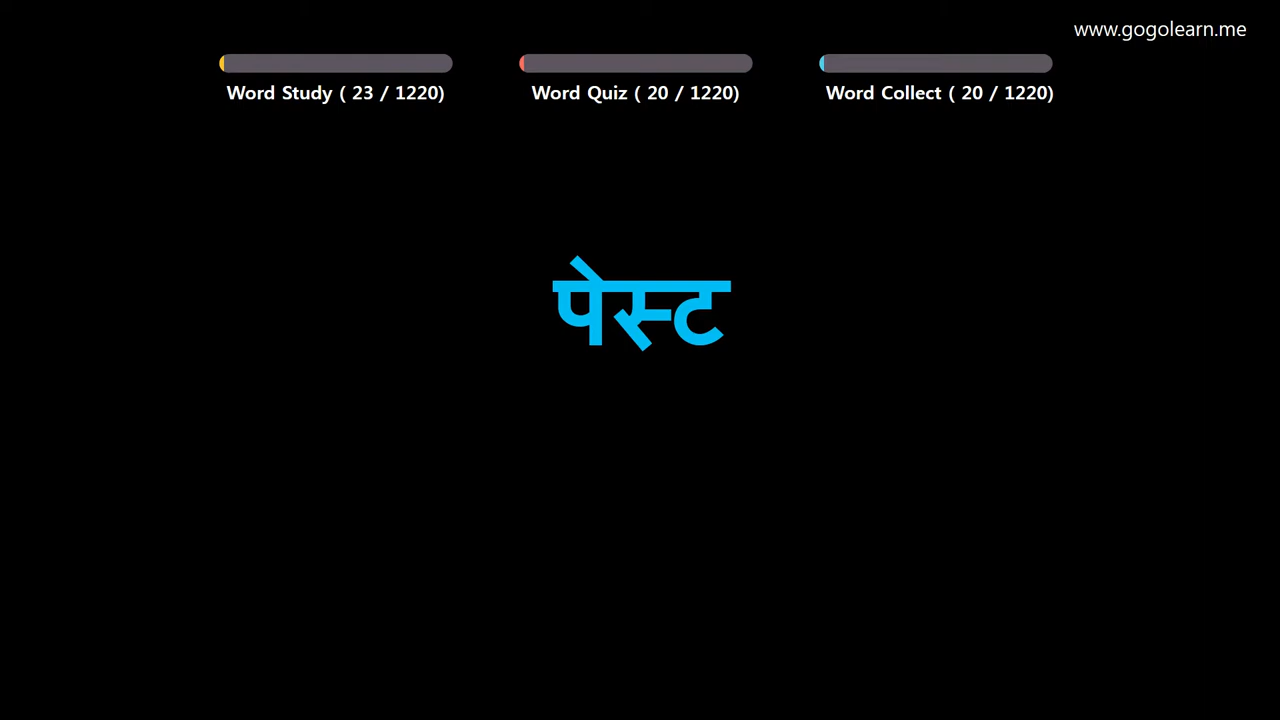 www.gogolearn.me
Word Study ( 23 / 1220) Word Quiz ( 20 / 1220) Word Collect ( 20 / 1220)
पेस्ट